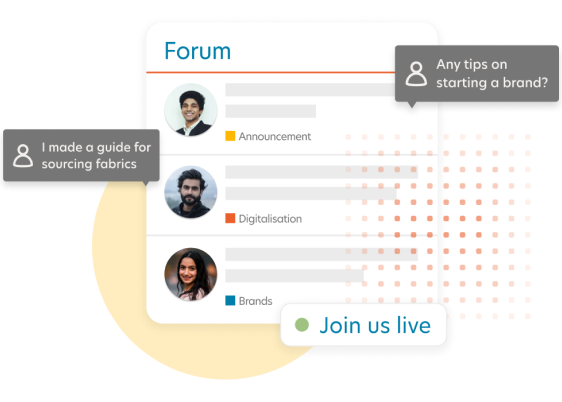 Forum
Any tips on
starting a brand?
Announcement
I made a guide for
sourcing fabrics
Digitalisation
Brands
Join us live